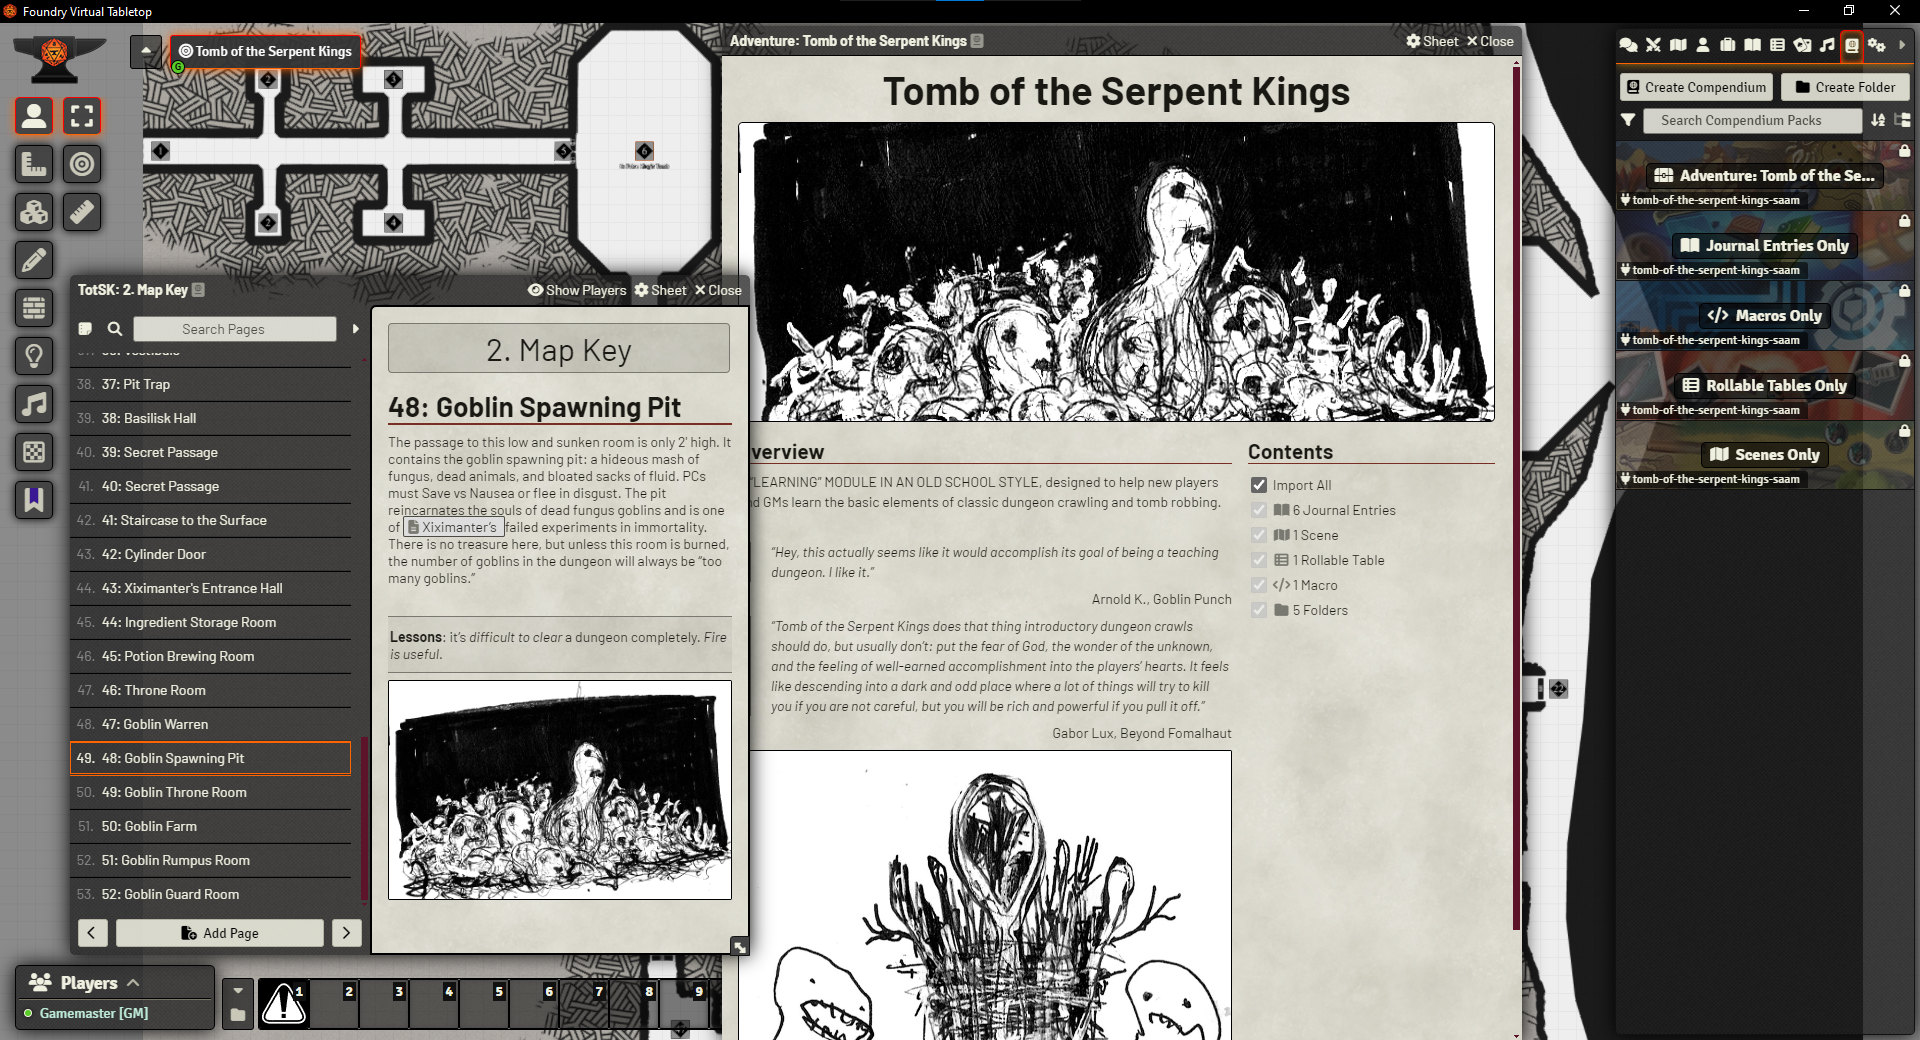 Foundry Virtual Tabletop
Tomb of the Serpent Kings
G
2
3
1
5
6
2
4
TotSK: 2. Map Key
Show Players
Sheet
Close
Search Pages
38. 37: Pit Trap
39. 38: Basilisk Hall
40. 39: Secret Passage
41. 40: Secret Passage
42. 41: Staircase to the Surface
43. 42: Cylinder Door
44. 43: Xiximanter's Entrance Hall
45. 44: Ingredient Storage Room
46. 45: Potion Brewing Room
47. 46: Throne Room
48. 47: Goblin Warren
49. 48: Goblin Spawning Pit
50. 49: Goblin Throne Room
51. 50: Goblin Farm
52. 51: Goblin Rumpus Room
53. 52: Goblin Guard Room
Add Page
2. Map Key
48: Goblin Spawning Pit
The passage to this low and sunken room is only 2' high. It
contains the goblin spawning pit: a hideous mash of
fungus, dead animals, and bloated sacks of fluid. PCs
must Save vs Nausea or flee in disgust. The pit
reincarnates the souls of dead fungus goblins and is one
of Xiximanter's failed experiments in immortality.
There is no treasure here, but unless this room is burned,
the number of goblins in the dungeon will always be “too
many goblins.”
Lessons: it's difficult to clear a dungeon completely. Fire
is useful.
Players
Gamemaster [GM]
1 2 3 4 5 6 7 8 9
Adventure: Tomb of the Serpent Kings
Sheet
Close
Tomb of the Serpent Kings
verview
“LEARNING” MODULE IN AN OLD SCHOOL STYLE, designed to help new players
d GMs learn the basic elements of classic dungeon crawling and tomb robbing.
“Hey, this actually seems like it would accomplish its goal of being a teaching
dungeon. I like it.”
Arnold K., Goblin Punch
“Tomb of the Serpent Kings does that thing introductory dungeon crawls
should do, but usually don't: put the fear of God, the wonder of the unknown,
and the feeling of well-earned accomplishment into the players' hearts. It feels
like descending into a dark and odd place where a lot of things will try to kill
you if you are not careful, but you will be rich and powerful if you pull it off.”
Gabor Lux, Beyond Fomalhaut
Contents
Import All
6 Journal Entries
1 Scene
1 Rollable Table
1 Macro
5 Folders
22
Create Compendium
Create Folder
Search Compendium Packs
Adventure: Tomb of the Se...
tomb-of-the-serpent-kings-saam
Journal Entries Only
tomb-of-the-serpent-kings-saam
Macros Only
tomb-of-the-serpent-kings-saam
Rollable Tables Only
tomb-of-the-serpent-kings-saam
Scenes Only
tomb-of-the-serpent-kings-saam